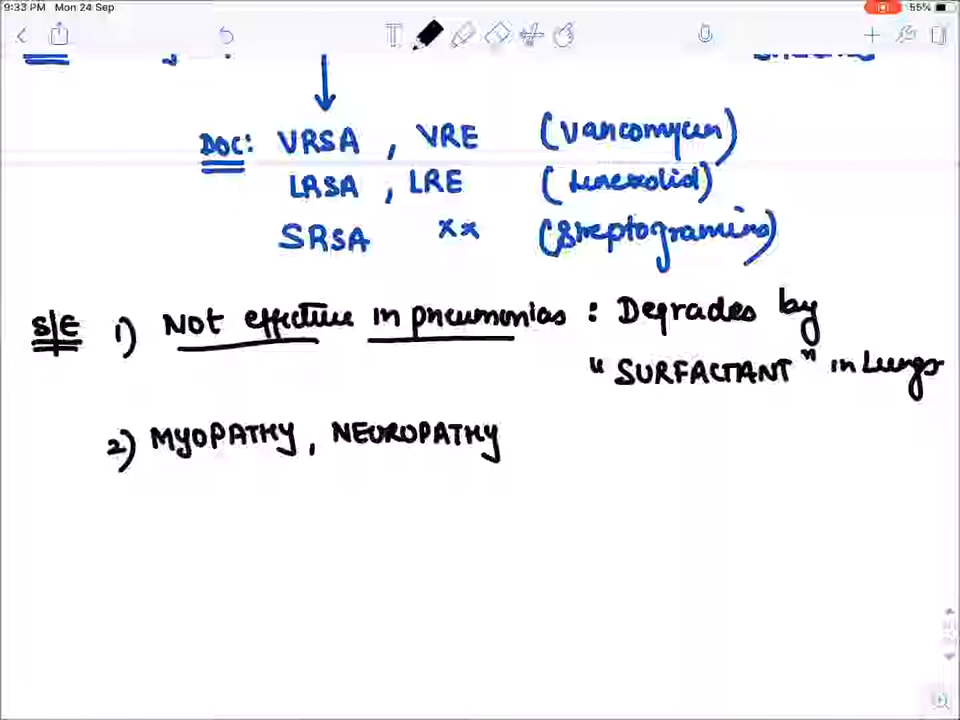 9:33 PM Mon 24 Sep
55%
DOC: VRSA , VRE (Vancomycin)
LRSA , LRE (Linezolid)
SRSA xx (Streptogramins)
S/E 1) Not effective in pneumonias : Degrades by
"SURFACTANT" in Lungs
2) MYOPATHY, NEUROPATHY